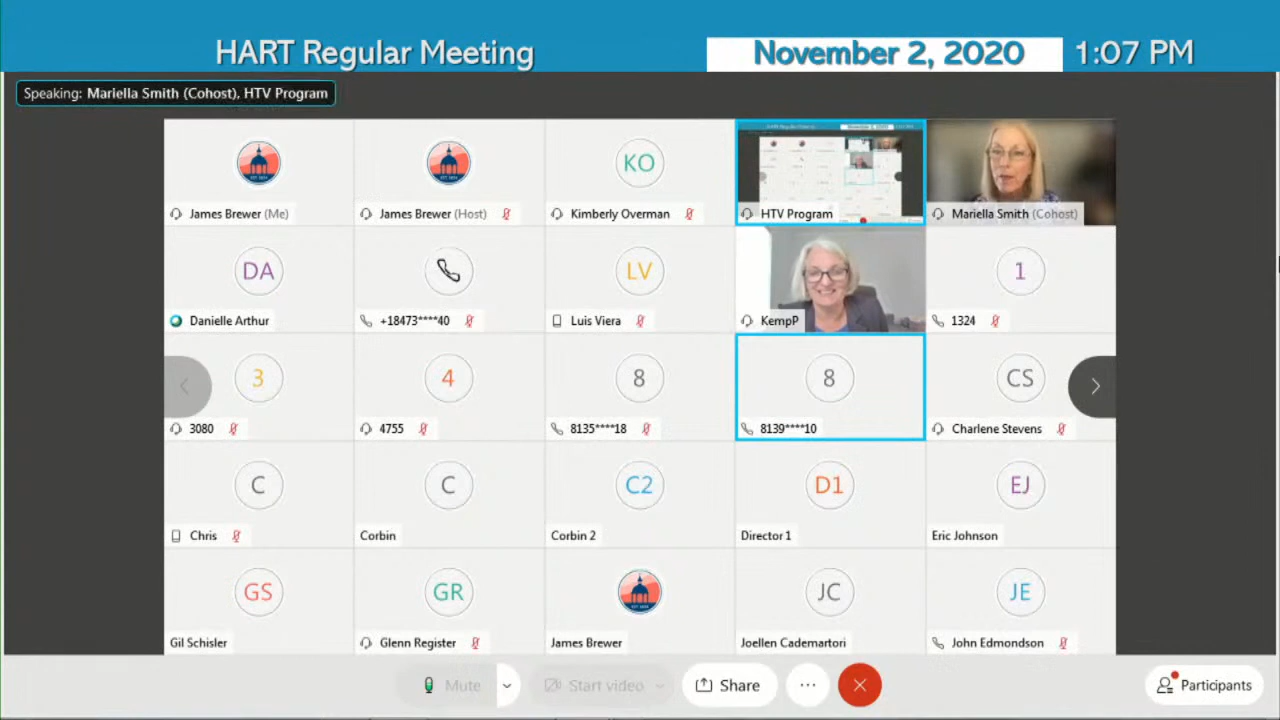 HART Regular Meeting
November 2, 2020
1:07 PM
Speaking: Mariella Smith (Cohost), HTV Program
James Brewer (Me)
James Brewer (Host)
KO
Kimberly Overman
HTV Program
Mariella Smith (Cohost)
DA
Danielle Arthur
+18473****40
LV
Luis Viera
KempP
1
1324
3
3080
4
4755
8
8135****18
8
8139****10
CS
Charlene Stevens
C
Chris
C
Corbin
C2
Corbin 2
D1
Director 1
EJ
Eric Johnson
GS
Gil Schisler
GR
Glenn Register
James Brewer
JC
Joellen Cademartori
JE
John Edmondson
Mute
Start video
Share
Participants